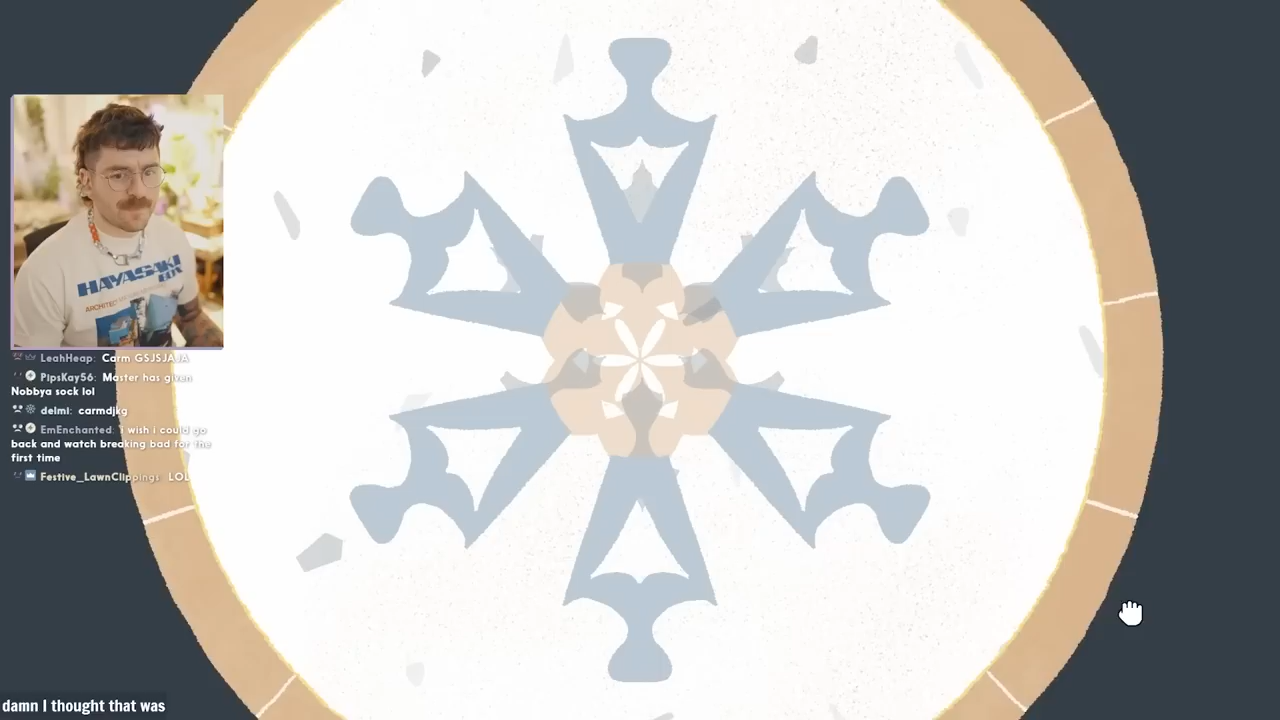 HAYASAKI
LeahHeap: Carm GSJSJAJA
PipsKay56: Master has given
Nobbya sock lol
delmi: carmdjkg
EmEnchanted: i wish i could go
back and watch breaking bad for the
first time
Festive_LawnClippings: LOL
damn I thought that was